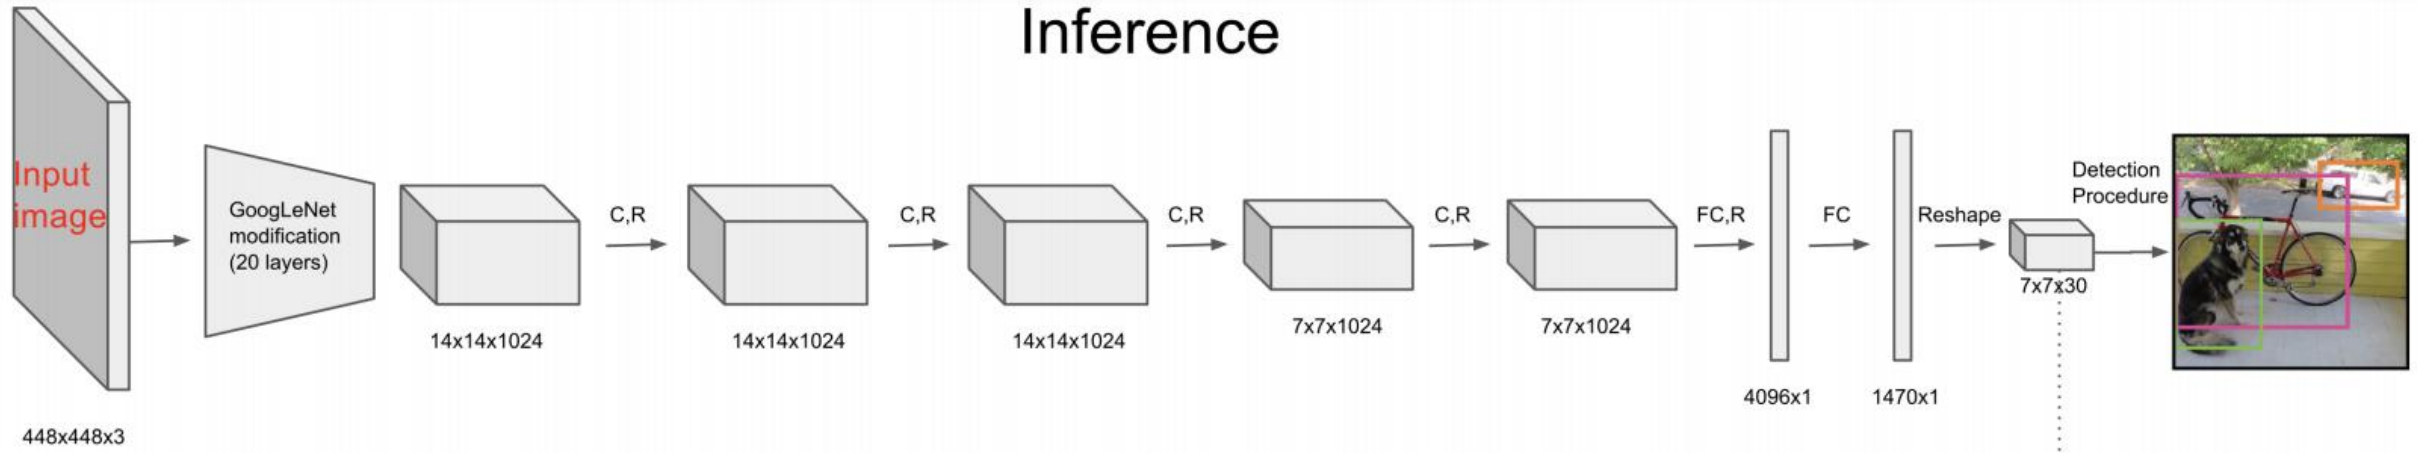 Inference
Input
image
448x448x3
GoogLeNet
modification
(20 layers)
14x14x1024
C,R
14x14x1024
C,R
14x14x1024
C,R
7x7x1024
C,R
7x7x1024
FC,R
4096x1
FC
1470x1
Reshape
7x7x30
Detection
Procedure